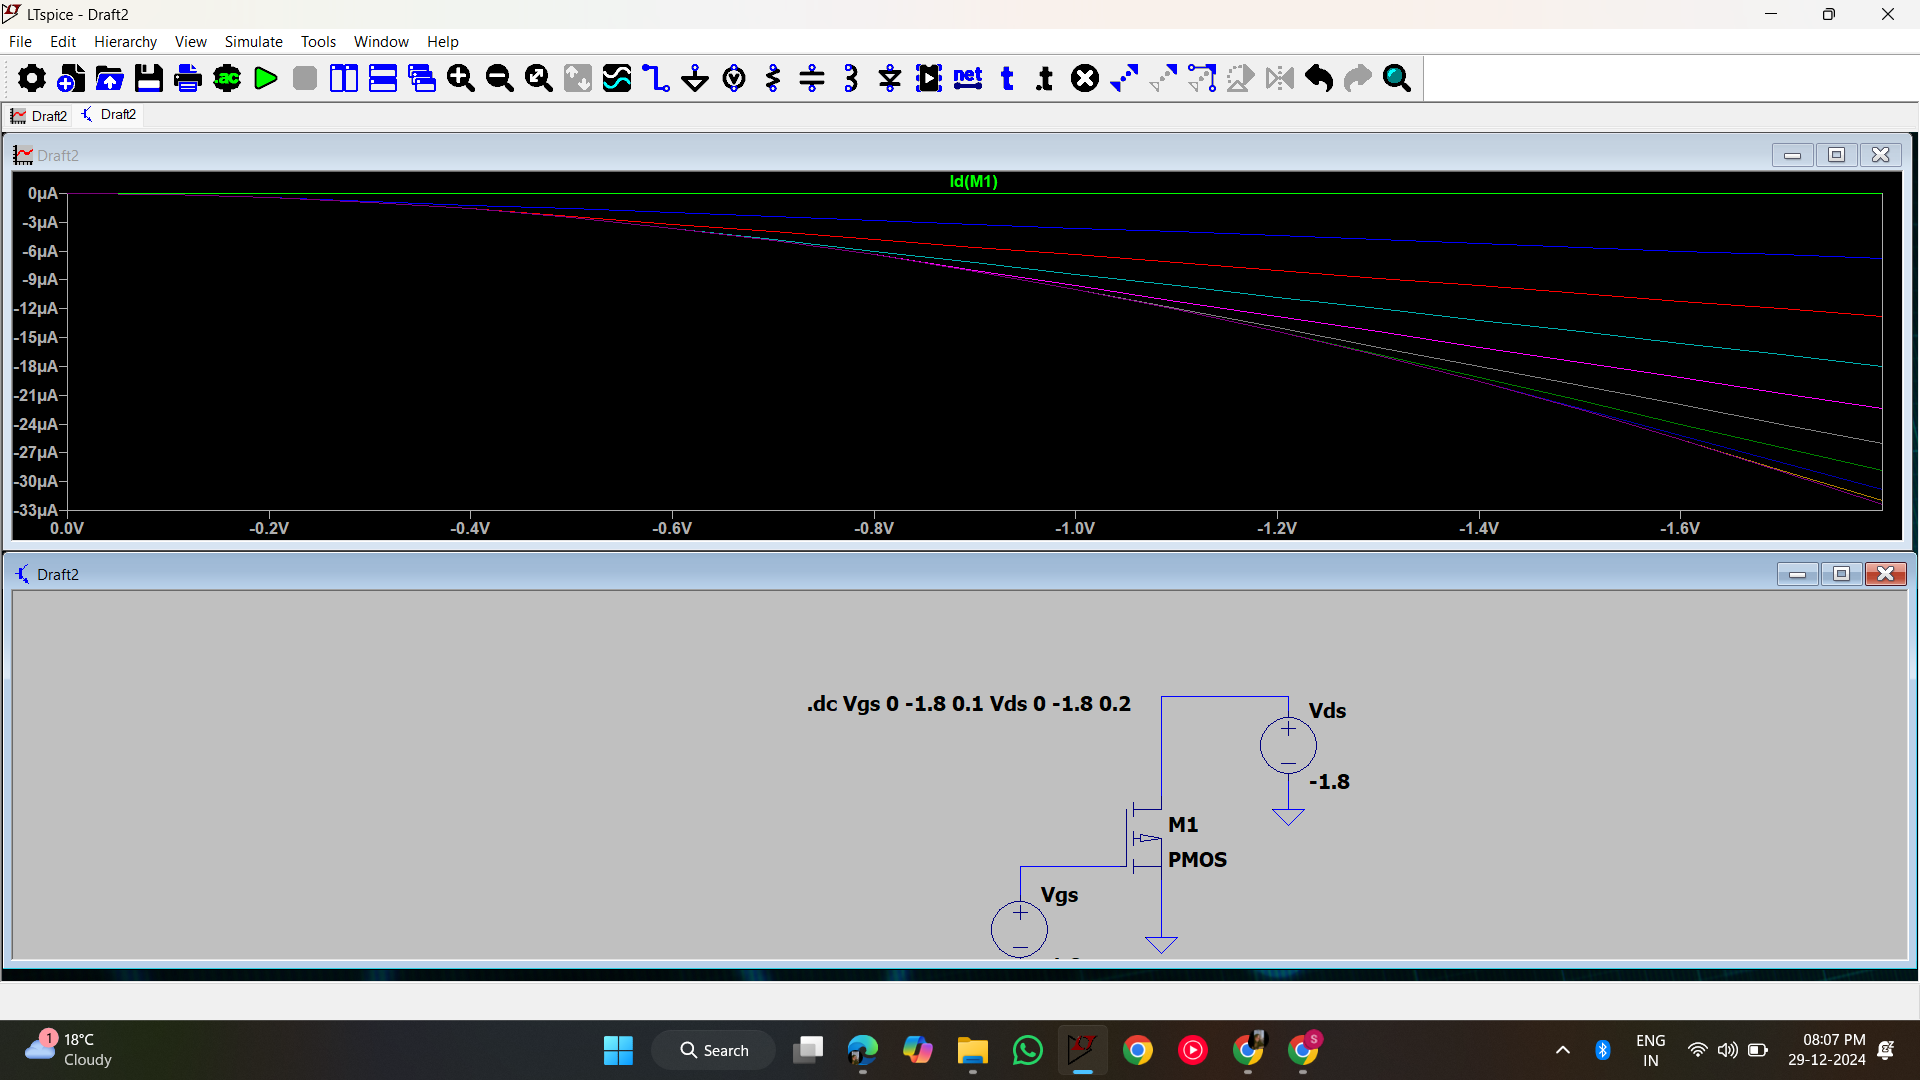 LTspice - Draft2
File Edit Hierarchy View Simulate Tools Window Help
.ac net t .t
Draft2 Draft2
Draft2
Id(M1)
0µA
-3µA
-6µA
-9µA
-12µA
-15µA
-18µA
-21µA
-24µA
-27µA
-30µA
-33µA
0.0V -0.2V -0.4V -0.6V -0.8V -1.0V -1.2V -1.4V -1.6V
Draft2
.dc Vgs 0 -1.8 0.1 Vds 0 -1.8 0.2
Vds
-1.8
M1
PMOS
Vgs
1
18°C
Cloudy
Search
S
ENG
IN
08:07 PM
29-12-2024